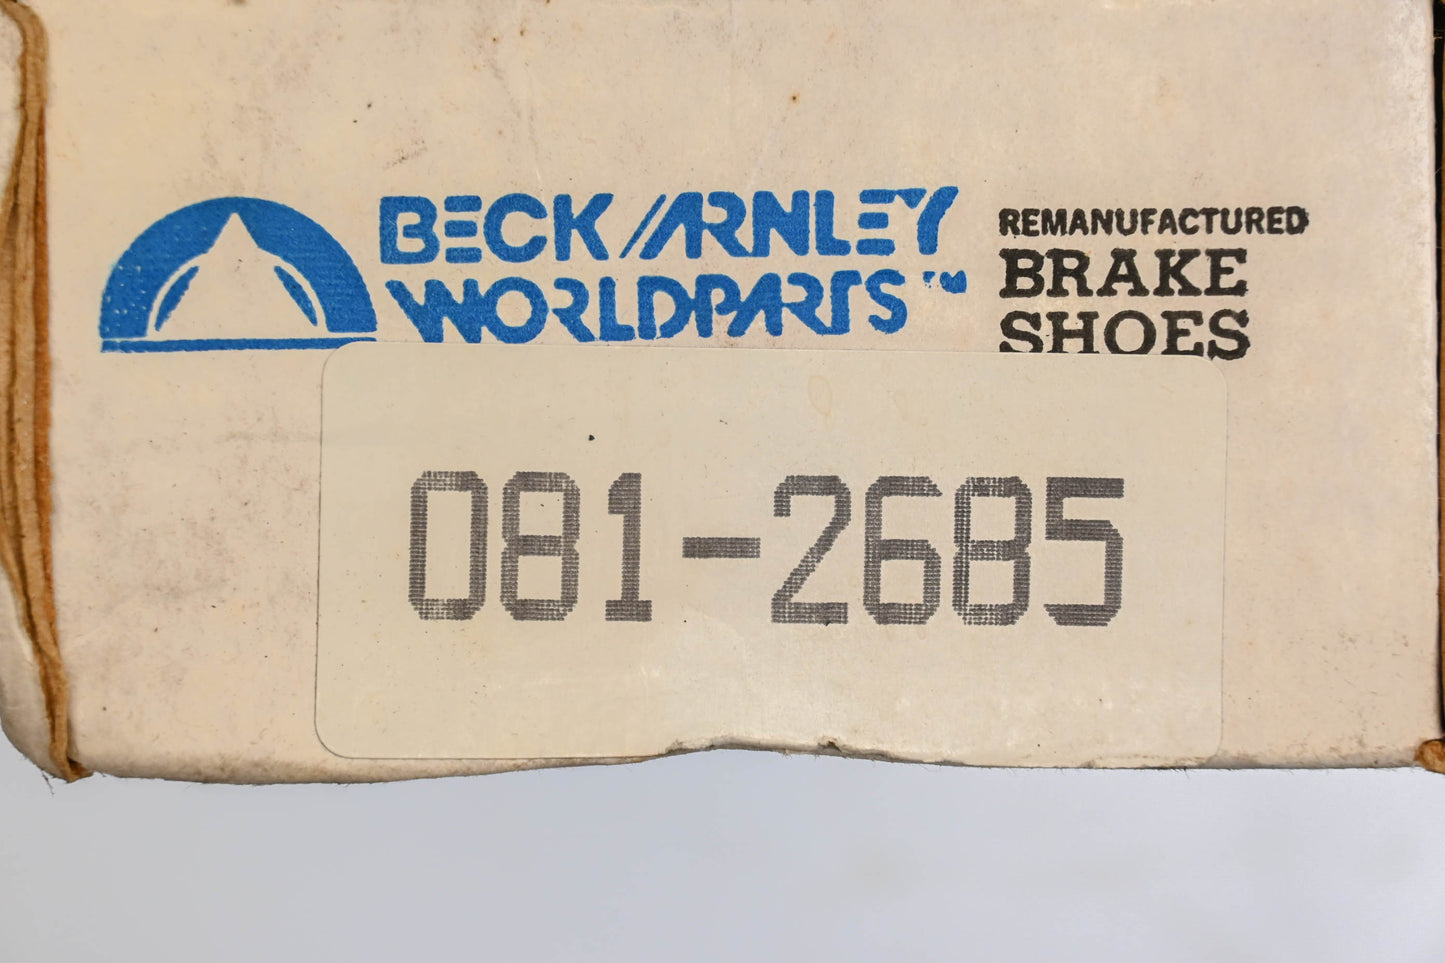 BECK/ARNLEY
WORLDPARTS™
REMANUFACTURED
BRAKE
SHOES
081-2685